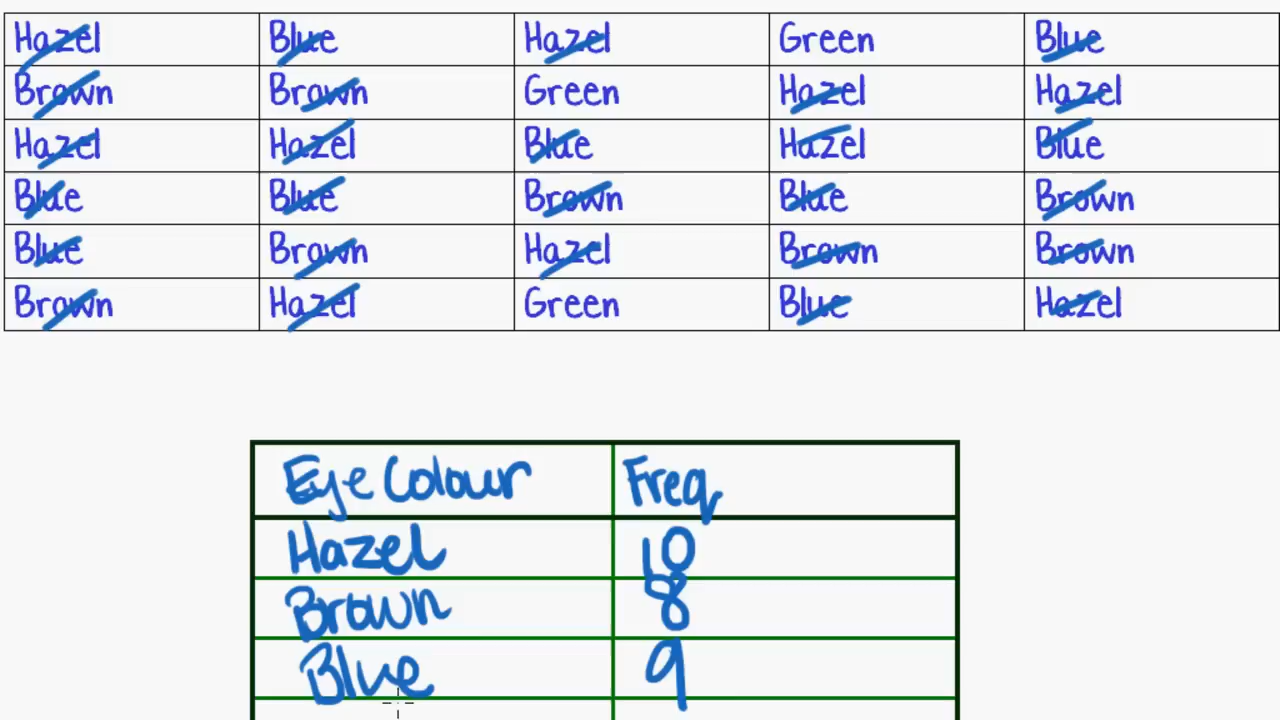 Hazel Blue Hazel Green Blue
Brown Brown Green Hazel Hazel
Hazel Hazel Blue Hazel Blue
Blue Blue Brown Blue Brown
Blue Brown Hazel Brown Brown
Brown Hazel Green Blue Hazel
Eye Colour Freq
Hazel 10
Brown 8
Blue 9